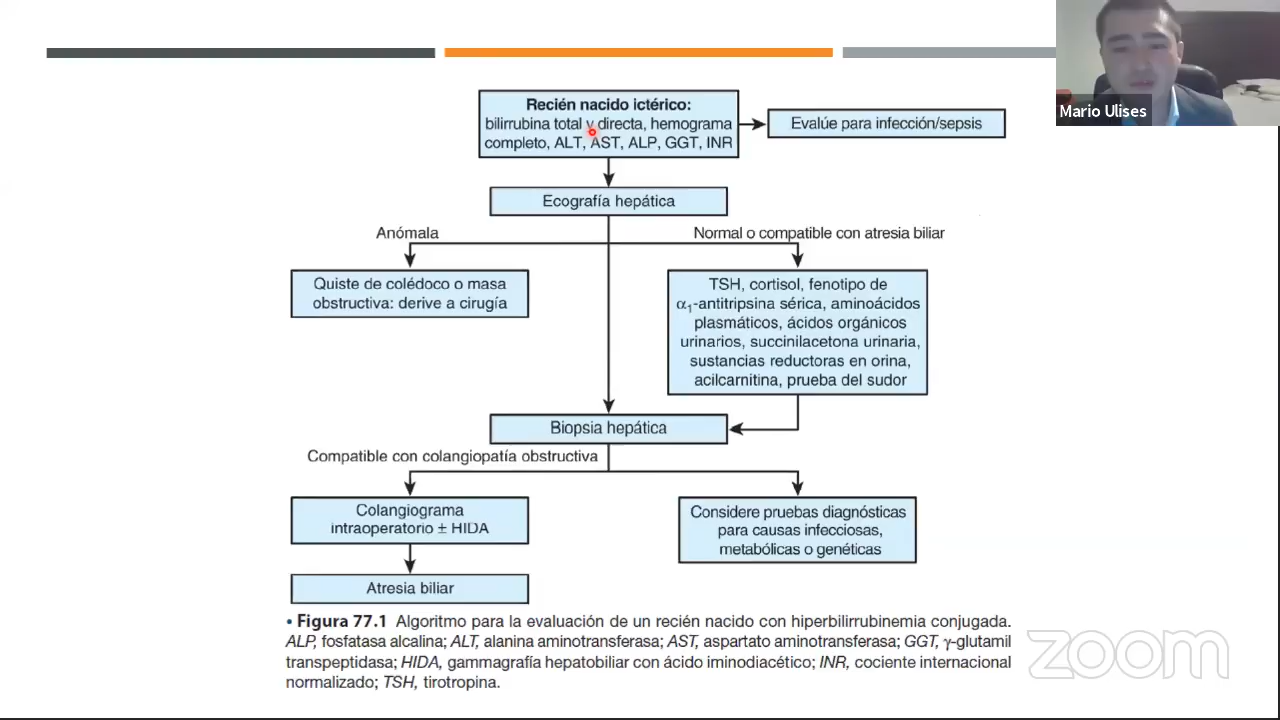 Mario Ulises
Recién nacido ictérico:
bilirrubina total y directa, hemograma
completo, ALT, AST, ALP, GGT, INR
Evalúe para infección/sepsis
Ecografía hepática
Anómala
Normal o compatible con atresia biliar
Quiste de colédoco o masa
obstructiva: derive a cirugía
TSH, cortisol, fenotipo de
α1-antitripsina sérica, aminoácidos
plasmáticos, ácidos orgánicos
urinarios, succinilacetona urinaria,
sustancias reductoras en orina,
acilcarnitina, prueba del sudor
Biopsia hepática
Compatible con colangiopatía obstructiva
Colangiograma
intraoperatorio ± HIDA
Considere pruebas diagnósticas
para causas infecciosas,
metabólicas o genéticas
Atresia biliar
• Figura 77.1 Algoritmo para la evaluación de un recién nacido con hiperbilirrubinemia conjugada.
ALP, fosfatasa alcalina; ALT, alanina aminotransferasa; AST, aspartato aminotransferasa; GGT, γ-glutamil
transpeptidasa; HIDA, gammagrafía hepatobiliar con ácido iminodiacético; INR, cociente internacional
normalizado; TSH, tirotropina.
zoom